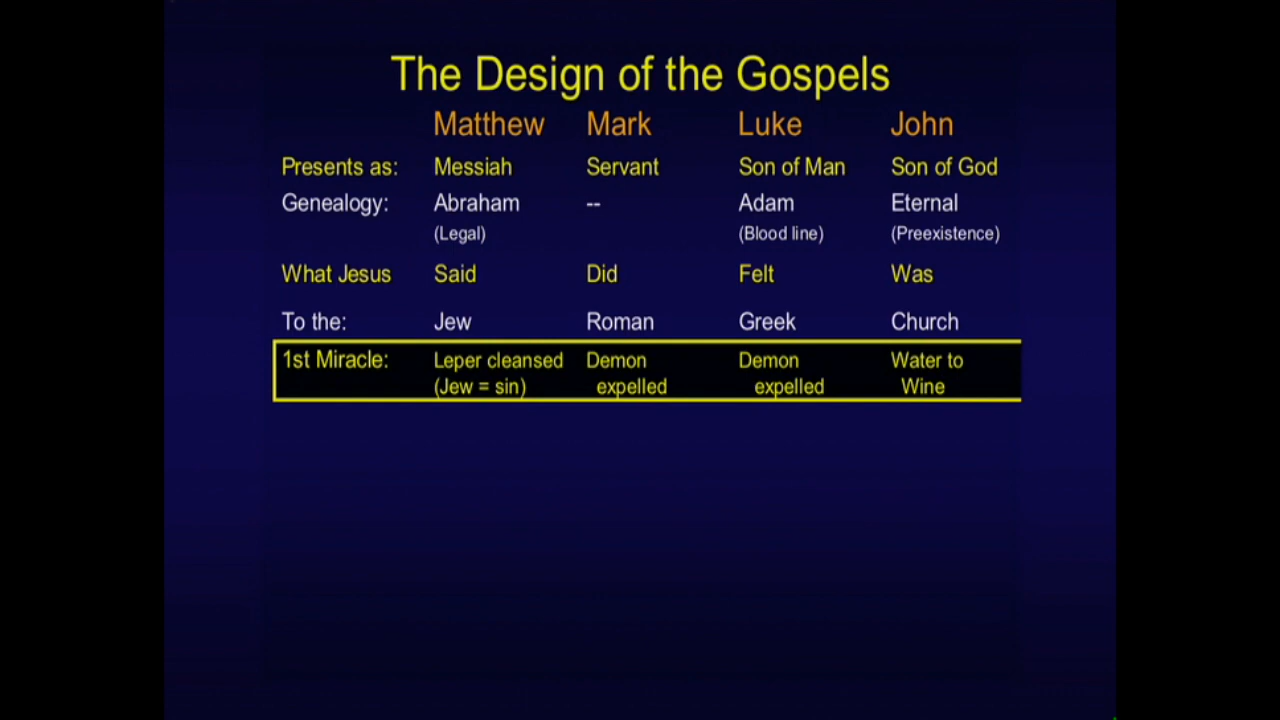 The Design of the Gospels
Matthew Mark Luke John
Presents as: Messiah Servant Son of Man Son of God
Genealogy: Abraham -- Adam Eternal
(Legal) (Blood line) (Preexistence)
What Jesus Said Did Felt Was
To the: Jew Roman Greek Church
1st Miracle: Leper cleansed Demon Demon Water to
(Jew = sin) expelled expelled Wine